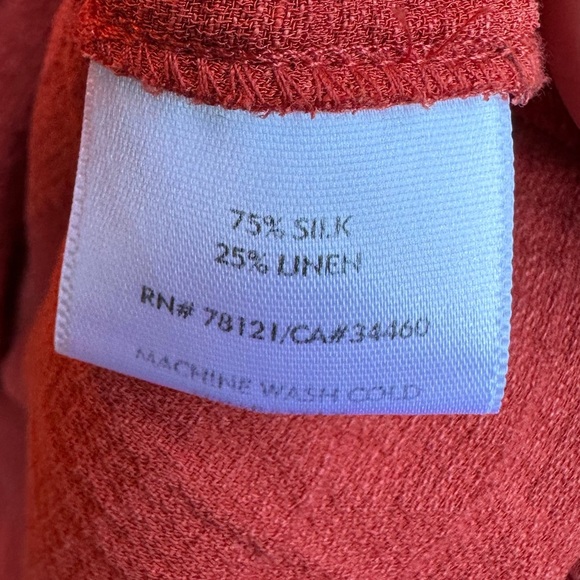 75% SILK
25% LINEN
RN# 78121/CA#34460
MACHINE WASH COLD